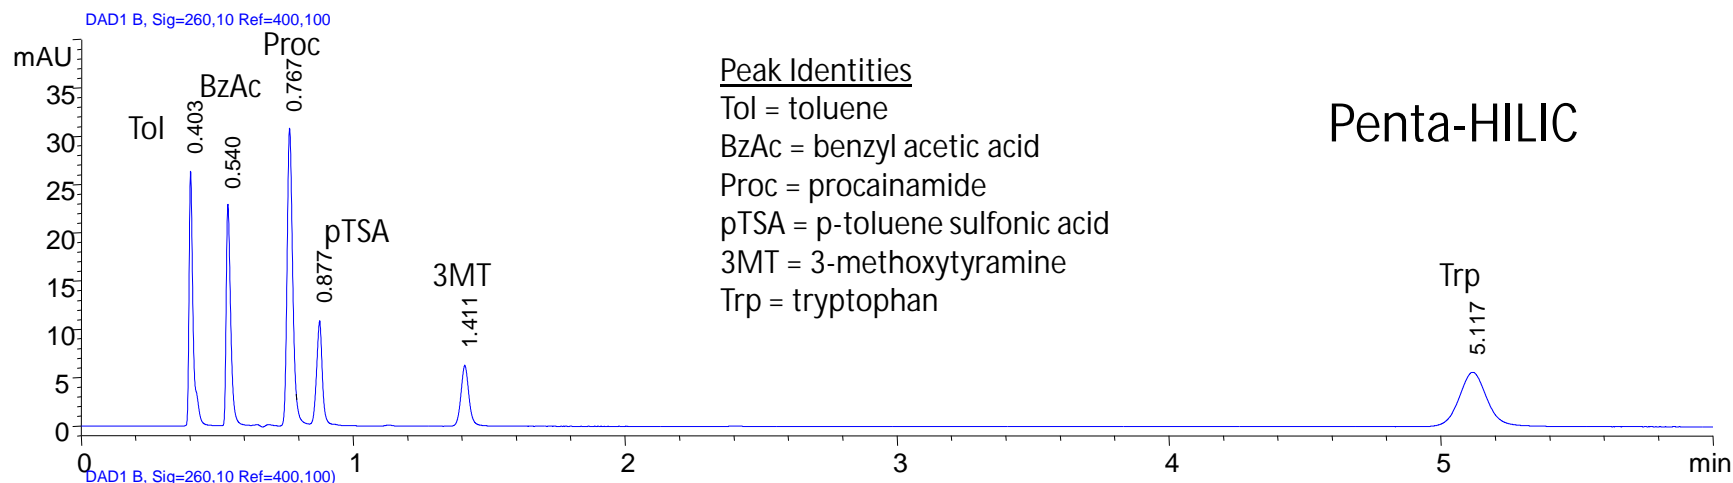 DAD1 B, Sig=260,10 Ref=400,100
mAU
35
30
25
20
15
10
5
0
Tol
0.403
BzAc
0.540
Proc
0.767
pTSA
0.877
3MT
1.411
Trp
5.117
Peak Identities
Tol = toluene
BzAc = benzyl acetic acid
Proc = procainamide
pTSA = p-toluene sulfonic acid
3MT = 3-methoxytyramine
Trp = tryptophan
Penta-HILIC
0 1 2 3 4 5 min
DAD1 B, Sig=260,10 Ref=400,100)